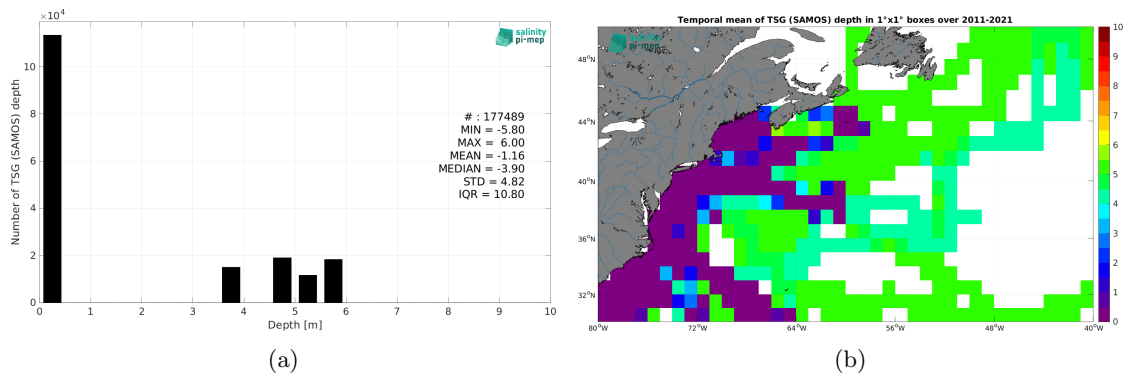 ×10⁴
salinity
pi-mep
10
8
6
4
2
0
# : 177489
MIN = -5.80
MAX = 6.00
MEAN = -1.16
MEDIAN = -3.90
STD = 4.82
IQR = 10.80
Number of TSG (SAMOS) depth
0 1 2 3 4 5 6 7 8 9 10
Depth [m]
(a)
Temporal mean of TSG (SAMOS) depth in 1°x1° boxes over 2011-2021
salinity
pi-mep
48°N
44°N
40°N
36°N
32°N
80°W 72°W 64°W 56°W 48°W 40°W
10
9
8
7
6
5
4
3
2
1
0
(b)